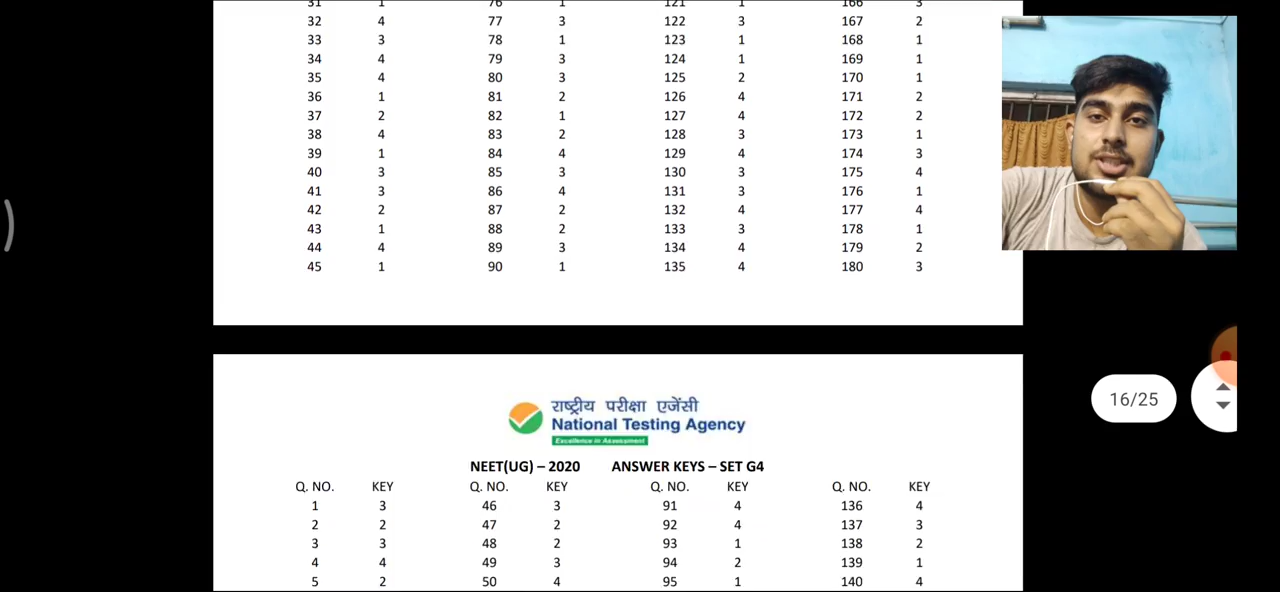 31 1 76 1 121 1 166 3
32 4 77 3 122 3 167 2
33 3 78 1 123 1 168 1
34 4 79 3 124 1 169 1
35 4 80 3 125 2 170 1
36 1 81 2 126 4 171 2
37 2 82 1 127 4 172 2
38 4 83 2 128 3 173 1
39 1 84 4 129 4 174 3
40 3 85 3 130 3 175 4
41 3 86 4 131 3 176 1
42 2 87 2 132 4 177 4
43 1 88 2 133 3 178 1
44 4 89 3 134 4 179 2
45 1 90 1 135 4 180 3
16/25
राष्ट्रीय परीक्षा एजेंसी
National Testing Agency
Excellence in Assessment
NEET(UG) – 2020 ANSWER KEYS – SET G4
Q. NO. KEY Q. NO. KEY Q. NO. KEY Q. NO. KEY
1 3 46 3 91 4 136 4
2 2 47 2 92 4 137 3
3 3 48 2 93 1 138 2
4 4 49 3 94 2 139 1
5 2 50 4 95 1 140 4